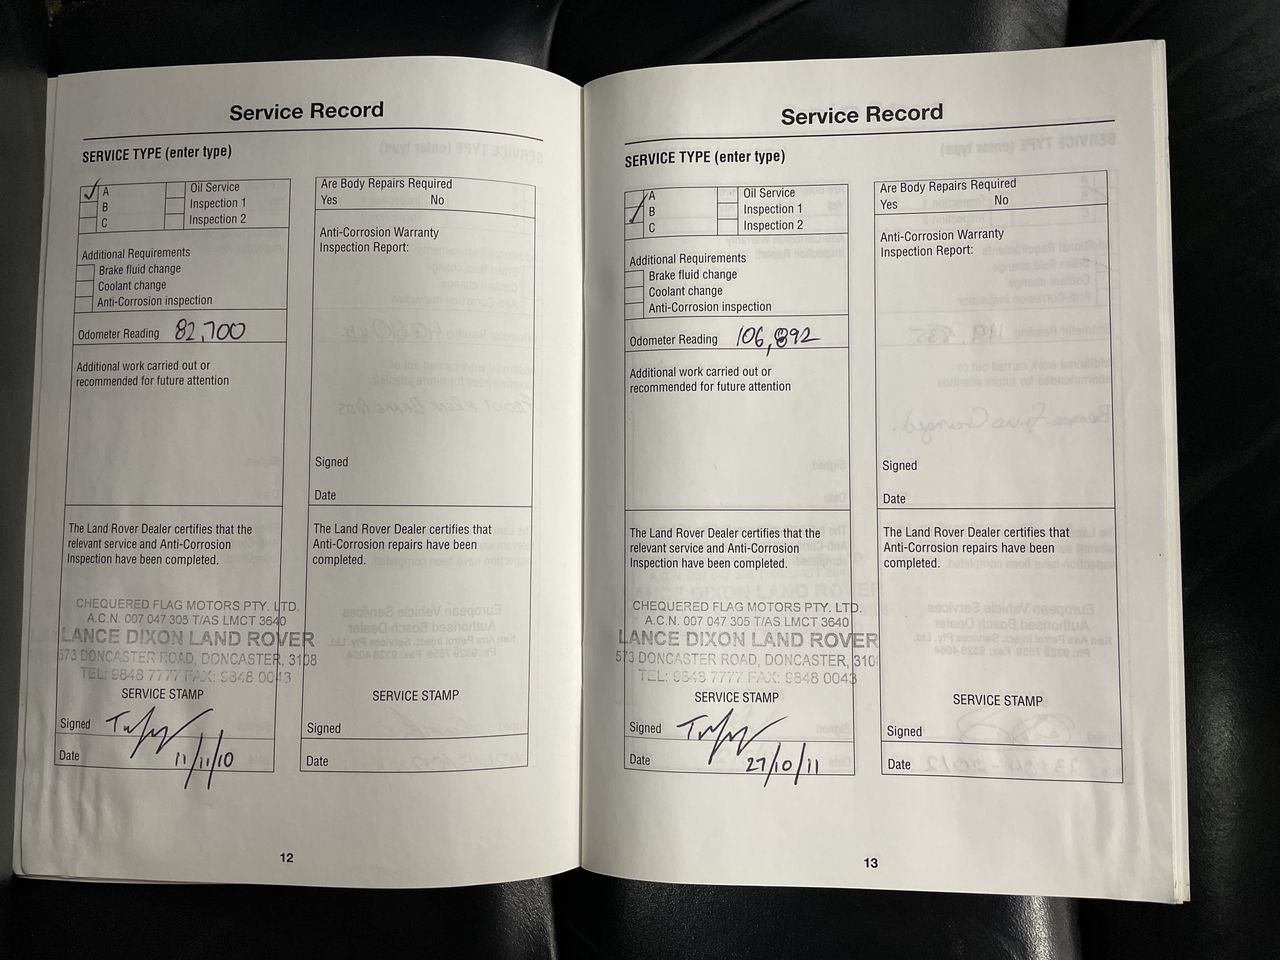 Service Record
SERVICE TYPE (enter type)
✓ A Oil Service
B Inspection 1
C Inspection 2
Additional Requirements
Brake fluid change
Coolant change
Anti-Corrosion inspection
Odometer Reading 82,700
Additional work carried out or
recommended for future attention
The Land Rover Dealer certifies that the
relevant service and Anti-Corrosion
Inspection have been completed.
CHEQUERED FLAG MOTORS PTY. LTD.
A.C.N. 007 047 305 T/AS LMCT 3640
LANCE DIXON LAND ROVER
573 DONCASTER ROAD, DONCASTER, 3108
TEL: 9848 7777 FAX: 9848 0043
SERVICE STAMP
Signed
Date 11/11/10
Are Body Repairs Required
Yes No
Anti-Corrosion Warranty
Inspection Report:
Signed
Date
The Land Rover Dealer certifies that
Anti-Corrosion repairs have been
completed.
SERVICE STAMP
Signed
Date
12
Service Record
SERVICE TYPE (enter type)
A Oil Service
✓ B Inspection 1
C Inspection 2
Additional Requirements
Brake fluid change
Coolant change
Anti-Corrosion inspection
Odometer Reading 106,892
Additional work carried out or
recommended for future attention
The Land Rover Dealer certifies that the
relevant service and Anti-Corrosion
Inspection have been completed.
CHEQUERED FLAG MOTORS PTY. LTD.
A.C.N. 007 047 305 T/AS LMCT 3640
LANCE DIXON LAND ROVER
573 DONCASTER ROAD, DONCASTER, 310
TEL: 9848 7777 FAX: 9848 0043
SERVICE STAMP
Signed
Date 27/10/11
Are Body Repairs Required
Yes No
Anti-Corrosion Warranty
Inspection Report:
Signed
Date
The Land Rover Dealer certifies that
Anti-Corrosion repairs have been
completed.
SERVICE STAMP
Signed
Date
13